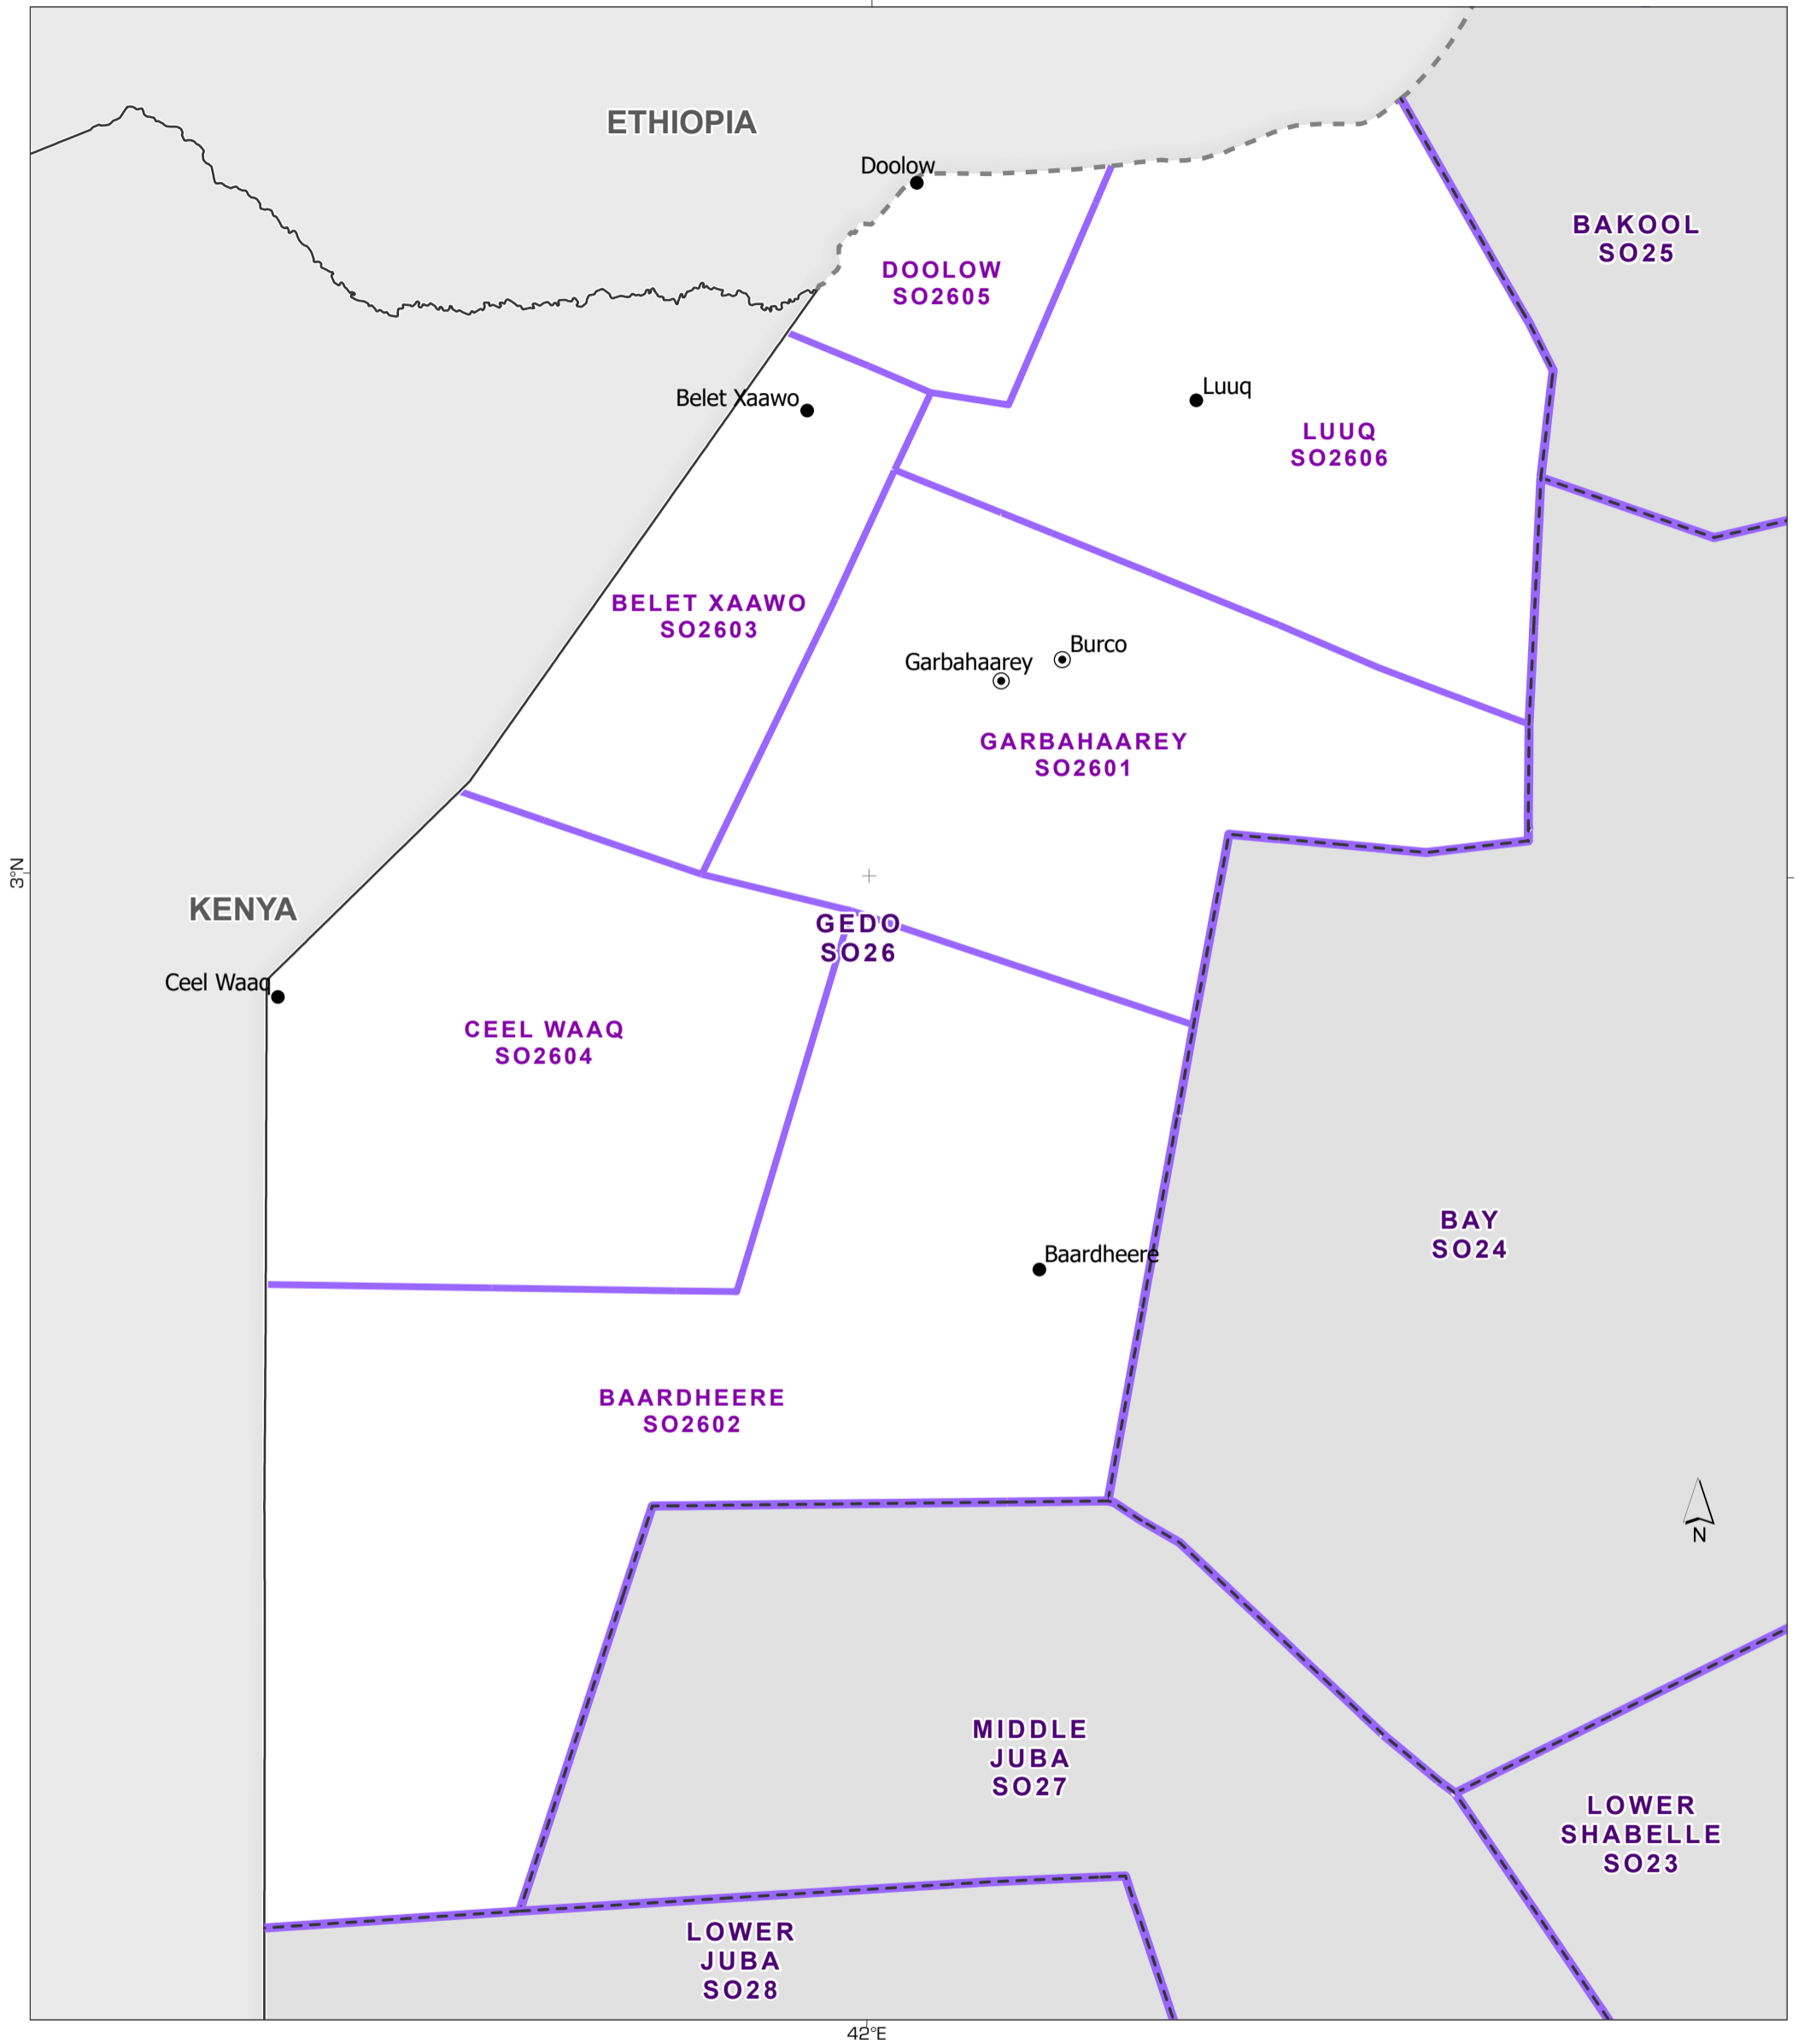 ETHIOPIA
Doolow
BAKOOL
SO25
DOOLOW
SO2605
Belet Xaawo
Luuq
LUUQ
SO2606
BELET XAAWO
SO2603
Burco
Garbahaarey
GARBAHAAREY
SO2601
3°N
KENYA
GEDO
SO26
Ceel Waaq
CEEL WAAQ
SO2604
BAY
SO24
Baardheere
BAARDHEERE
SO2602
N
MIDDLE
JUBA
SO27
LOWER
SHABELLE
SO23
LOWER
JUBA
SO28
42°E